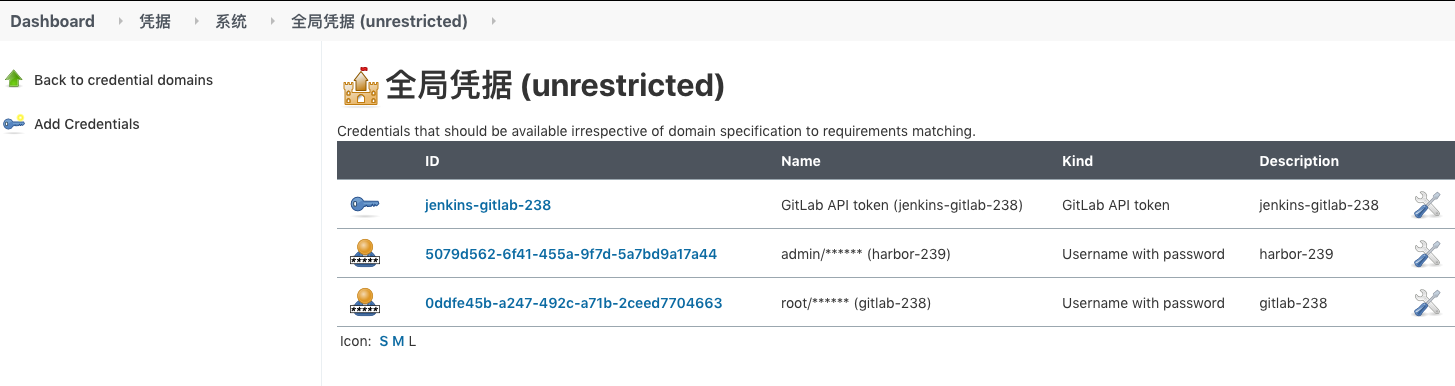 Dashboard 凭据 系统 全局凭据 (unrestricted)
Back to credential domains
Add Credentials
全局凭据 (unrestricted)
Credentials that should be available irrespective of domain specification to requirements matching.
ID Name Kind Description
jenkins-gitlab-238 GitLab API token (jenkins-gitlab-238) GitLab API token jenkins-gitlab-238
5079d562-6f41-455a-9f7d-5a7bd9a17a44 admin/****** (harbor-239) Username with password harbor-239
0ddfe45b-a247-492c-a71b-2ceed7704663 root/****** (gitlab-238) Username with password gitlab-238
Icon: S M L